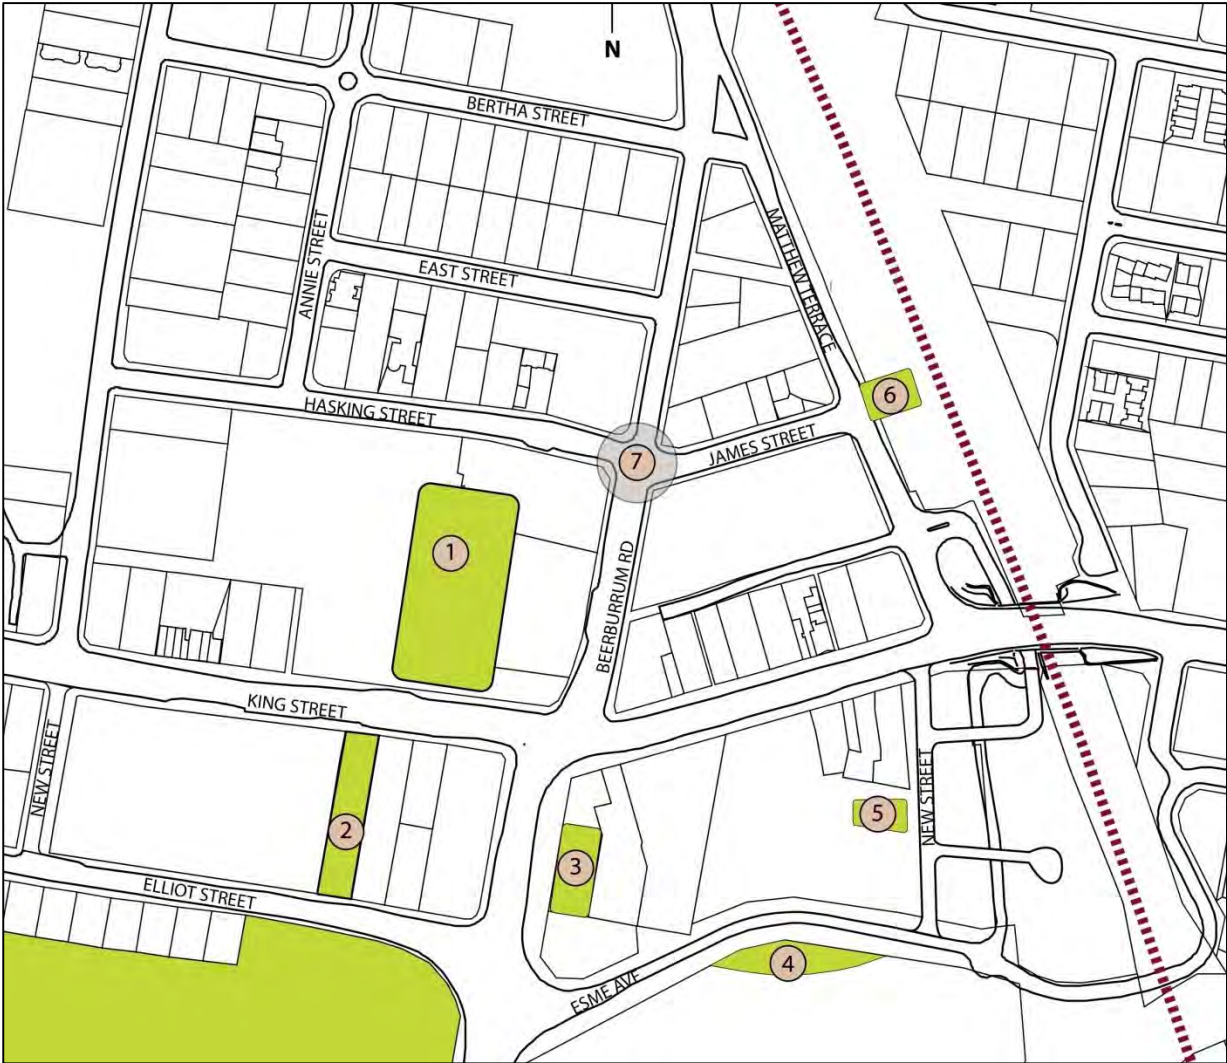 N
BERTHA STREET
ANNIE STREET
EAST STREET
MATTHEW TERRACE
6
HASKING STREET
7
JAMES STREET
1
BEERBURRUM RD
KING STREET
NEW STREET
2
5
NEW STREET
3
ELLIOT STREET
4
ESME AVE